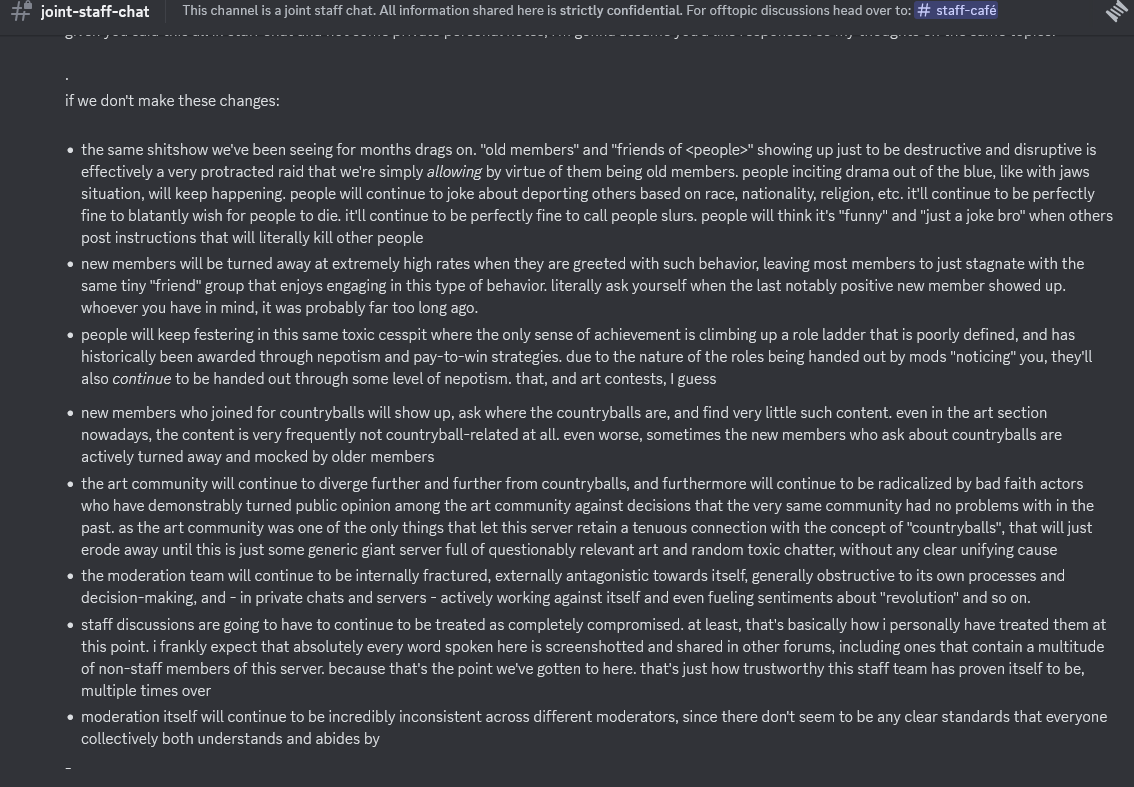 joint-staff-chat This channel is a joint staff chat. All information shared here is strictly confidential. For offtopic discussions head over to: # staff-café
.
if we don't make these changes:
• the same shitshow we've been seeing for months drags on. "old members" and "friends of <people>" showing up just to be destructive and disruptive is
effectively a very protracted raid that we're simply allowing by virtue of them being old members. people inciting drama out of the blue, like with jaws
situation, will keep happening. people will continue to joke about deporting others based on race, nationality, religion, etc. it'll continue to be perfectly
fine to blatantly wish for people to die. it'll continue to be perfectly fine to call people slurs. people will think it's "funny" and "just a joke bro" when others
post instructions that will literally kill other people
• new members will be turned away at extremely high rates when they are greeted with such behavior, leaving most members to just stagnate with the
same tiny "friend" group that enjoys engaging in this type of behavior. literally ask yourself when the last notably positive new member showed up.
whoever you have in mind, it was probably far too long ago.
• people will keep festering in this same toxic cesspit where the only sense of achievement is climbing up a role ladder that is poorly defined, and has
historically been awarded through nepotism and pay-to-win strategies. due to the nature of the roles being handed out by mods "noticing" you, they'll
also continue to be handed out through some level of nepotism. that, and art contests, I guess
• new members who joined for countryballs will show up, ask where the countryballs are, and find very little such content. even in the art section
nowadays, the content is very frequently not countryball-related at all. even worse, sometimes the new members who ask about countryballs are
actively turned away and mocked by older members
• the art community will continue to diverge further and further from countryballs, and furthermore will continue to be radicalized by bad faith actors
who have demonstrably turned public opinion among the art community against decisions that the very same community had no problems with in the
past. as the art community was one of the only things that let this server retain a tenuous connection with the concept of "countryballs", that will just
erode away until this is just some generic giant server full of questionably relevant art and random toxic chatter, without any clear unifying cause
• the moderation team will continue to be internally fractured, externally antagonistic towards itself, generally obstructive to its own processes and
decision-making, and - in private chats and servers - actively working against itself and even fueling sentiments about "revolution" and so on.
• staff discussions are going to have to continue to be treated as completely compromised. at least, that's basically how i personally have treated them at
this point. i frankly expect that absolutely every word spoken here is screenshotted and shared in other forums, including ones that contain a multitude
of non-staff members of this server. because that's the point we've gotten to here. that's just how trustworthy this staff team has proven itself to be,
multiple times over
• moderation itself will continue to be incredibly inconsistent across different moderators, since there don't seem to be any clear standards that everyone
collectively both understands and abides by
-